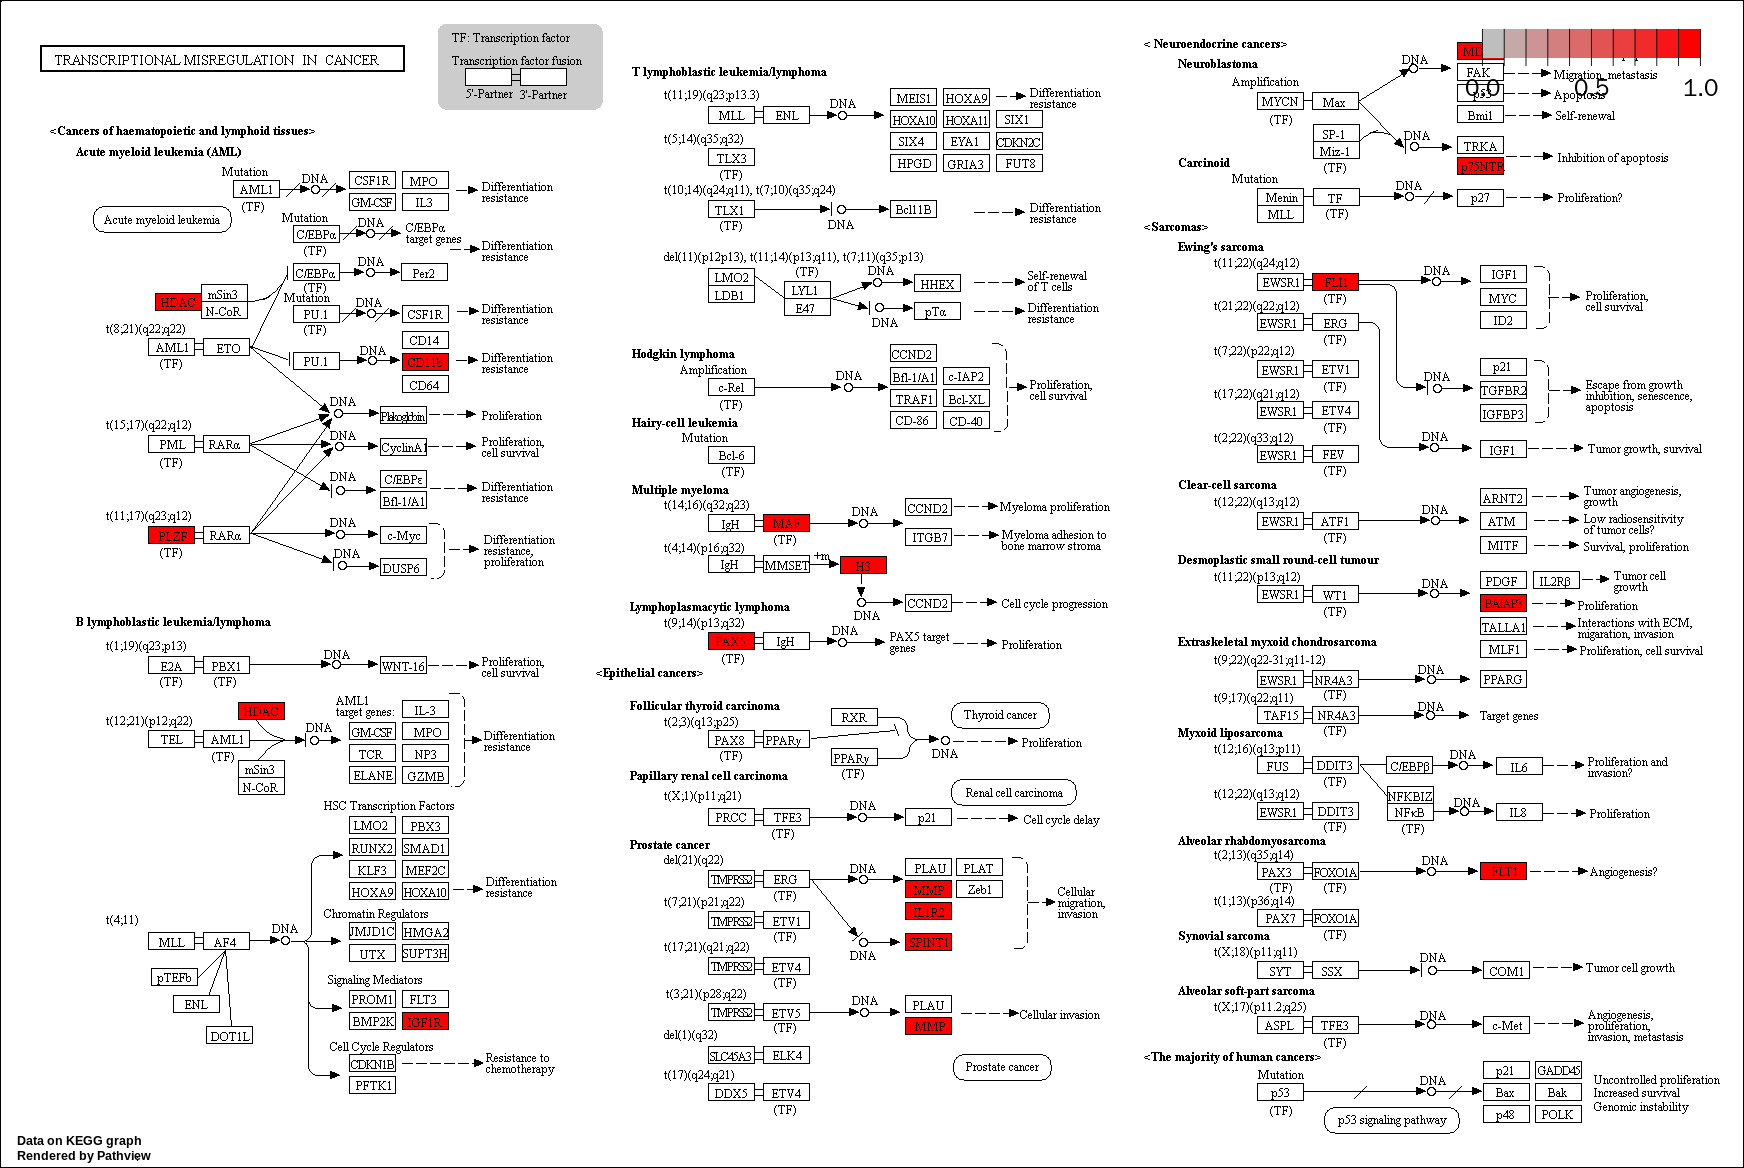 TRANSCRIPTIONAL MISREGULATION IN CANCER
TF: Transcription factor
Transcription factor fusion
5'-Partner 3'-Partner
<Cancers of haematopoietic and lymphoid tissues>
Acute myeloid leukemia (AML)
Mutation
AML1
(TF)
DNA
CSF1R
MPO
GM-CSF
IL3
Differentiation
resistance
Acute myeloid leukemia
Mutation
C/EBPα
(TF)
DNA
C/EBPα
target genes
Differentiation
resistance
HDAC
mSin3
N-CoR
C/EBPα
(TF)
DNA
Per2
Mutation
PU.1
(TF)
DNA
CSF1R
Differentiation
resistance
t(8;21)(q22;q22)
AML1
ETO
(TF)
PU.1
DNA
CD14
CD11b
CD64
Differentiation
resistance
DNA
Plakoglobin
Proliferation
t(15;17)(q22;q12)
PML
RARα
(TF)
DNA
CyclinA1
Proliferation,
cell survival
DNA
C/EBPε
Bfl-1/A1
Differentiation
resistance
t(11;17)(q23;q12)
PLZF
RARα
(TF)
DNA
c-Myc
DNA
DUSP6
Differentiation
resistance,
proliferation
B lymphoblastic leukemia/lymphoma
t(1;19)(q23;p13)
E2A
PBX1
(TF)
(TF)
DNA
WNT-16
Proliferation,
cell survival
t(12;21)(p12;q22)
TEL
AML1
(TF)
HDAC
mSin3
N-CoR
DNA
AML1
target genes:
IL-3
GM-CSF
MPO
TCR
NP3
ELANE
GZMB
Differentiation
resistance
HSC Transcription Factors
LMO2
PBX3
RUNX2
SMAD1
KLF3
MEF2C
HOXA9
HOXA10
Differentiation
resistance
t(4;11)
MLL
AF4
DNA
pTEFb
ENL
DOT1L
Chromatin Regulators
JMJD1C
HMGA2
UTX
SUPT3H
Signaling Mediators
PROM1
FLT3
BMP2K
IGF1R
Cell Cycle Regulators
CDKN1B
PFTK1
Resistance to
chemotherapy
T lymphoblastic leukemia/lymphoma
t(11;19)(q23;p13.3)
MLL
ENL
DNA
MEIS1
HOXA9
HOXA10
HOXA11
SIX1
SIX4
EYA1
CDKN2C
HPGD
GRIA3
FUT8
Differentiation
resistance
t(5;14)(q35;q32)
TLX3
(TF)
t(10;14)(q24;q11), t(7;10)(q35;q24)
TLX1
(TF)
DNA
Bcl11B
Differentiation
resistance
del(11)(p12p13), t(11;14)(p13;q11), t(7;11)(q35;p13)
LMO2
LDB1
(TF)
LYL1
E47
DNA
HHEX
Self-renewal
of T cells
DNA
pTα
Differentiation
resistance
Hodgkin lymphoma
Amplification
c-Rel
(TF)
DNA
CCND2
Bfl-1/A1
c-IAP2
TRAF1
Bcl-XL
CD-86
CD-40
Proliferation,
cell survival
Hairy-cell leukemia
Mutation
Bcl-6
(TF)
Multiple myeloma
t(14;16)(q32;q23)
IgH
MAF
(TF)
DNA
CCND2
Myeloma proliferation
ITGB7
Myeloma adhesion to
bone marrow stroma
t(4;14)(p16;q32)
IgH
MMSET
+m
H3
DNA
CCND2
Cell cycle progression
Lymphoplasmacytic lymphoma
t(9;14)(p13;q32)
PAX5
IgH
(TF)
DNA
PAX5 target
genes
Proliferation
<Epithelial cancers>
Follicular thyroid carcinoma
t(2;3)(q13;p25)
PAX8
PPARγ
(TF)
RXR
PPARγ
(TF)
DNA
Thyroid cancer
Proliferation
Papillary renal cell carcinoma
t(X;1)(p11;q21)
PRCC
TFE3
(TF)
DNA
p21
Renal cell carcinoma
Cell cycle delay
Prostate cancer
del(21)(q22)
TMPRSS2
ERG
(TF)
DNA
PLAU
PLAT
MMP
Zeb1
IL1R2
DNA
SPINT1
Cellular
migration,
invasion
t(7;21)(p21;q22)
TMPRSS2
ETV1
(TF)
t(17;21)(q21;q22)
TMPRSS2
ETV4
(TF)
t(3;21)(p28;q22)
TMPRSS2
ETV5
(TF)
DNA
PLAU
MMP
Cellular invasion
del(1)(q32)
SLC45A3
ELK4
t(17)(q24;q21)
DDX5
ETV4
(TF)
Prostate cancer
< Neuroendocrine cancers>
Neuroblastoma
Amplification
MYCN
Max
(TF)
SP-1
Miz-1
(TF)
DNA
FAK
Migration, metastasis
p53
Apoptosis
Bmi1
Self-renewal
DNA
TRKA
p75NTR
Inhibition of apoptosis
0.0
0.5
1.0
Carcinoid
Mutation
Menin
MLL
TF
(TF)
DNA
p27
Proliferation?
<Sarcomas>
Ewing's sarcoma
t(11;22)(q24;q12)
EWSR1
FLI1
(TF)
DNA
IGF1
MYC
ID2
Proliferation,
cell survival
t(21;22)(q22;q12)
EWSR1
ERG
(TF)
t(7;22)(p22;q12)
EWSR1
ETV1
(TF)
DNA
p21
TGFBR2
IGFBP3
Escape from growth
inhibition, senescence,
apoptosis
t(17;22)(q21;q12)
EWSR1
ETV4
(TF)
t(2;22)(q33;q12)
EWSR1
FEV
(TF)
DNA
IGF1
Tumor growth, survival
Clear-cell sarcoma
t(12;22)(q13;q12)
EWSR1
ATF1
(TF)
DNA
ARNT2
Tumor angiogenesis,
growth
ATM
Low radiosensitivity
of tumor cells?
MITF
Survival, proliferation
Desmoplastic small round-cell tumour
t(11;22)(p13;q12)
EWSR1
WT1
(TF)
DNA
PDGF
IL2Rβ
Tumor cell
growth
BAIAP3
Proliferation
TALLA1
Interactions with ECM,
migaration, invasion
MLF1
Proliferation, cell survival
Extraskeletal myxoid chondrosarcoma
t(9;22)(q22-31;q11-12)
EWSR1
NR4A3
(TF)
DNA
PPARG
t(9;17)(q22;q11)
TAF15
NR4A3
(TF)
DNA
Target genes
Myxoid liposarcoma
t(12;16)(q13;p11)
FUS
DDIT3
(TF)
C/EBPβ
DNA
IL6
Proliferation and
invasion?
t(12;22)(q13;q12)
EWSR1
DDIT3
(TF)
NFKBIZ
NFκB
(TF)
DNA
IL8
Proliferation
Alveolar rhabdomyosarcoma
t(2;13)(q35;q14)
PAX3
FOXO1A
(TF)
(TF)
DNA
FLT1
Angiogenesis?
t(1;13)(p36;q14)
PAX7
FOXO1A
(TF)
Synovial sarcoma
t(X;18)(p11;q11)
SYT
SSX
DNA
COM1
Tumor cell growth
Alveolar soft-part sarcoma
t(X;17)(p11.2;q25)
ASPL
TFE3
(TF)
DNA
c-Met
Angiogenesis,
proliferation,
invasion, metastasis
<The majority of human cancers>
Mutation
p53
(TF)
DNA
p53 signaling pathway
p21
GADD45
Bax
Bak
p48
POLK
Uncontrolled proliferation
Increased survival
Genomic instability
Data on KEGG graph
Rendered by Pathview